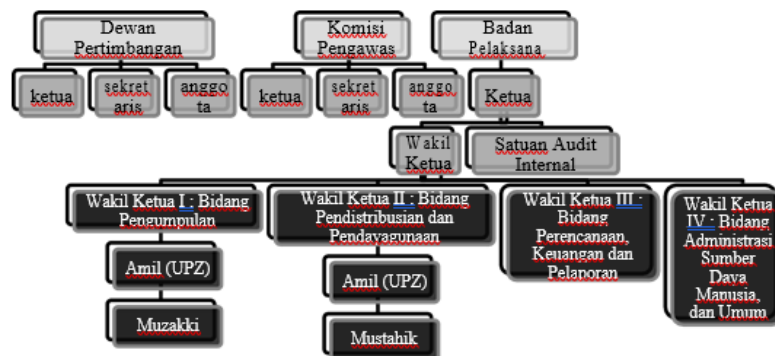 Dewan
Pertimbangan
Komisi
Pengawas
Badan
Pelaksana
ketua
sekret
aris
anggo
ta
ketua
sekret
aris
anggo
ta
Ketua
Wakil
Ketua
Satuan Audit
Internal
Wakil Ketua I : Bidang
Pengumpulan
Wakil Ketua II : Bidang
Pendistribusian dan
Pendayagunaan
Wakil Ketua III :
Bidang
Perencanaan,
Keuangan dan
Pelaporan
Wakil Ketua
IV : Bidang
Administrasi
Sumber
Daya
Manusia,
dan Umum
Amil (UPZ)
Amil (UPZ)
Muzakki
Mustahik